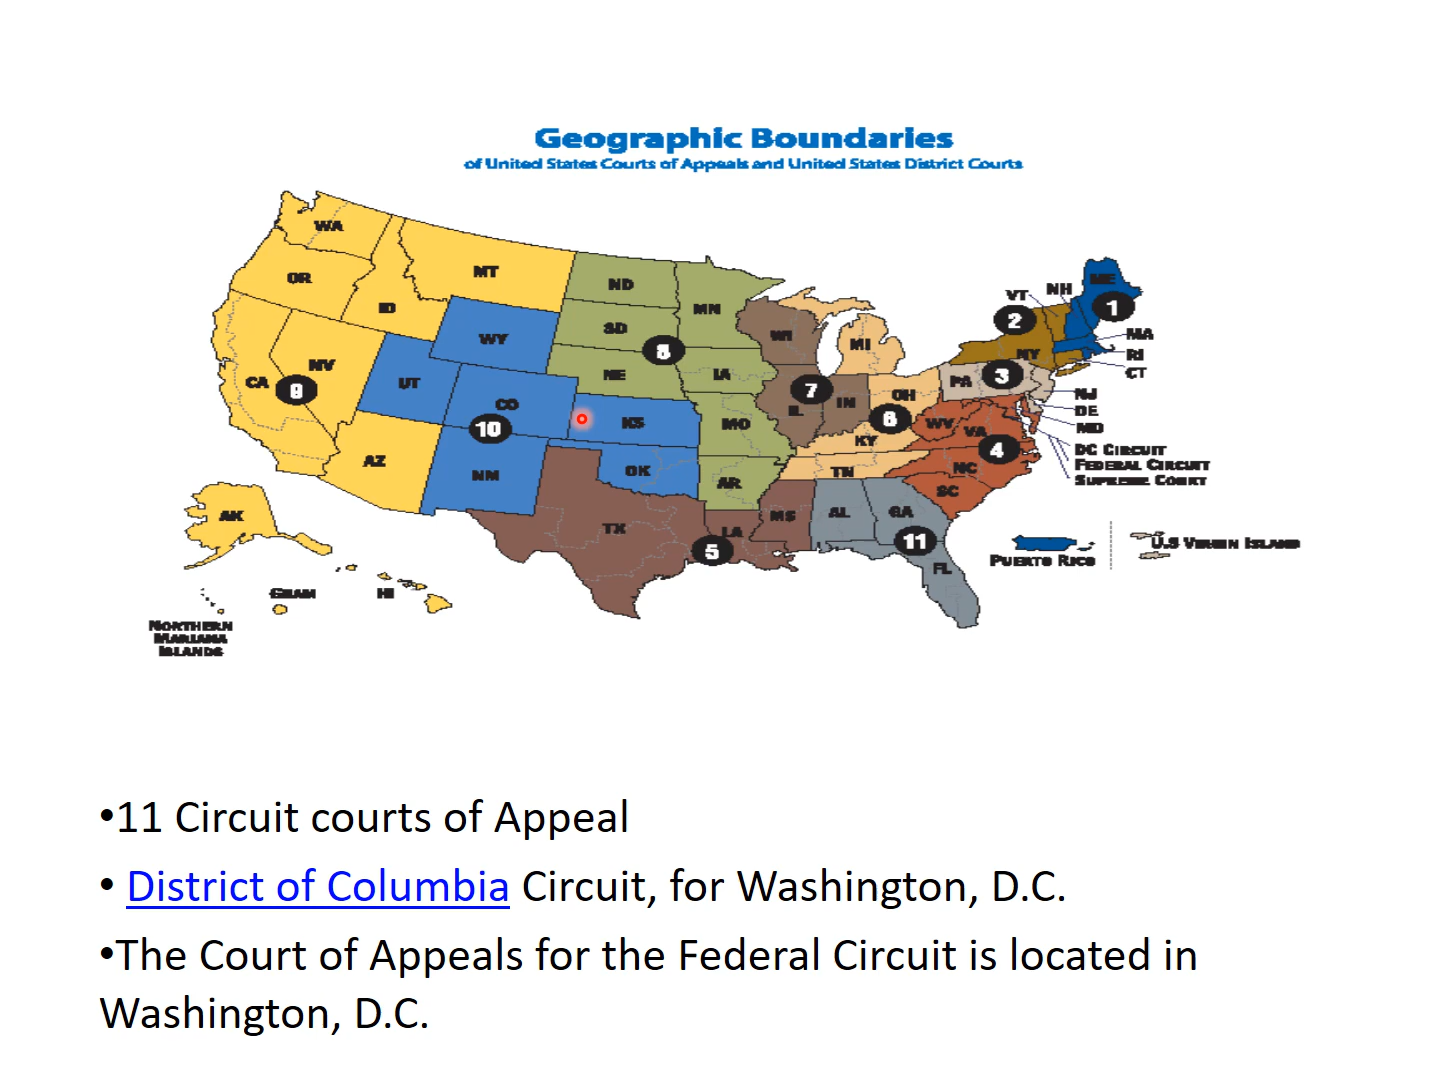 Geographic Boundaries
of United States Courts of Appeals and United States District Courts
WA
MT
OR
ID
ND
MN
SD
WY
NE
IA
WI
MI
NV
CA
9
UT
CO
10
8
KS
MO
7
IL
IN
OH
6
KY
VT
NH
ME
1
2
NY
MA
RI
CT
PA
3
NJ
DE
MD
WV
VA
4
DC CIRCUIT
FEDERAL CIRCUIT
SUPREME COURT
AZ
NM
OK
AR
TN
NC
SC
AK
TX
LA
MS
AL
GA
5
11
FL
PUERTO RICO
U.S VIRGIN ISLAND
GUAM
HI
NORTHERN
MARIANA
ISLANDS
•11 Circuit courts of Appeal
• District of Columbia Circuit, for Washington, D.C.
•The Court of Appeals for the Federal Circuit is located in
Washington, D.C.